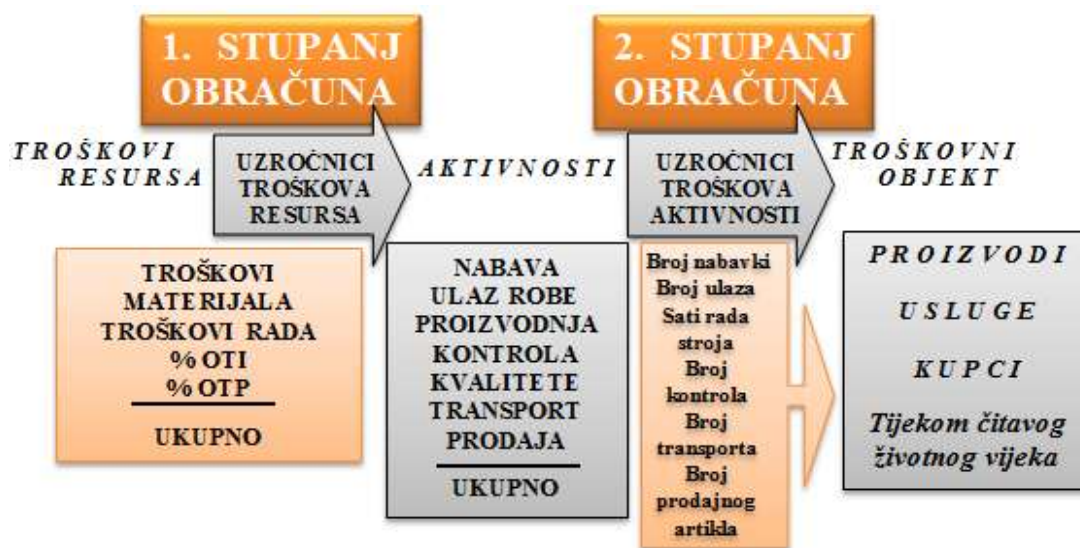 1. STUPANJ
OBRAČUNA
2. STUPANJ
OBRAČUNA
TROŠKOVI
RESURSA
UZROČNICI
TROŠKOVA
RESURSA
AKTIVNOSTI
UZROČNICI
TROŠKOVA
AKTIVNOSTI
TROŠKOVNI
OBJEKT
TROŠKOVI
MATERIJALA
TROŠKOVI RADA
% OTI
% OTP
UKUPNO
NABAVA
ULAZ ROBE
PROIZVODNJA
KONTROLA
KVALITETE
TRANSPORT
PRODAJA
UKUPNO
Broj nabavki
Broj ulaza
Sati rada
stroja
Broj
kontrola
Broj
transporta
Broj
prodajnog
artikla
PROIZVODI
USLUGE
KUPCI
Tijekom čitavog
životnog vijeka